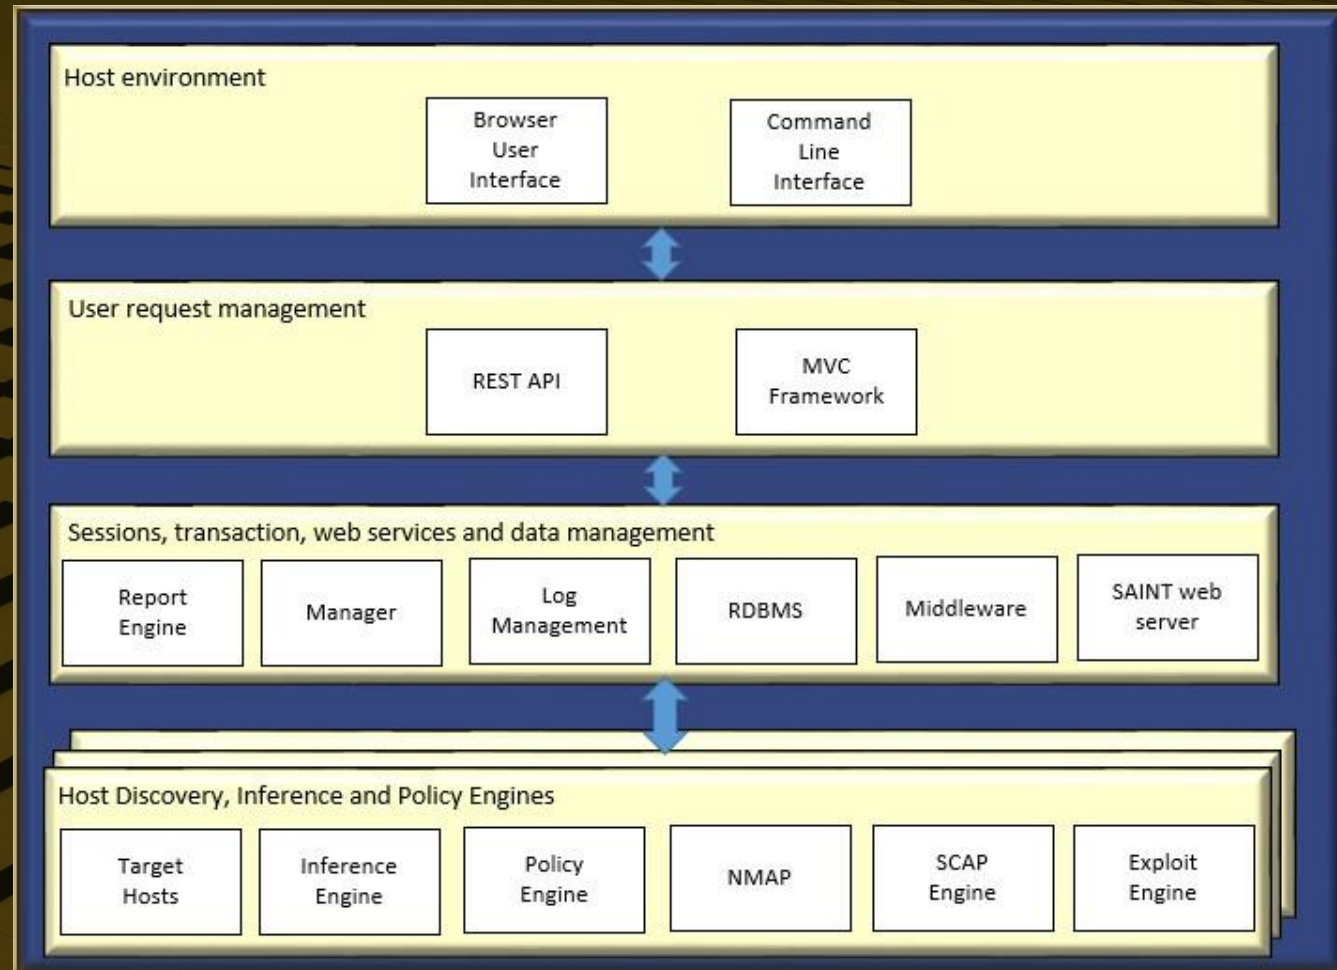 Host environment
Browser
User
Interface
Command
Line
Interface
User request management
REST API
MVC
Framework
Sessions, transaction, web services and data management
Report
Engine
Manager
Log
Management
RDBMS
Middleware
SAINT web
server
Host Discovery, Inference and Policy Engines
Target
Hosts
Inference
Engine
Policy
Engine
NMAP
SCAP
Engine
Exploit
Engine